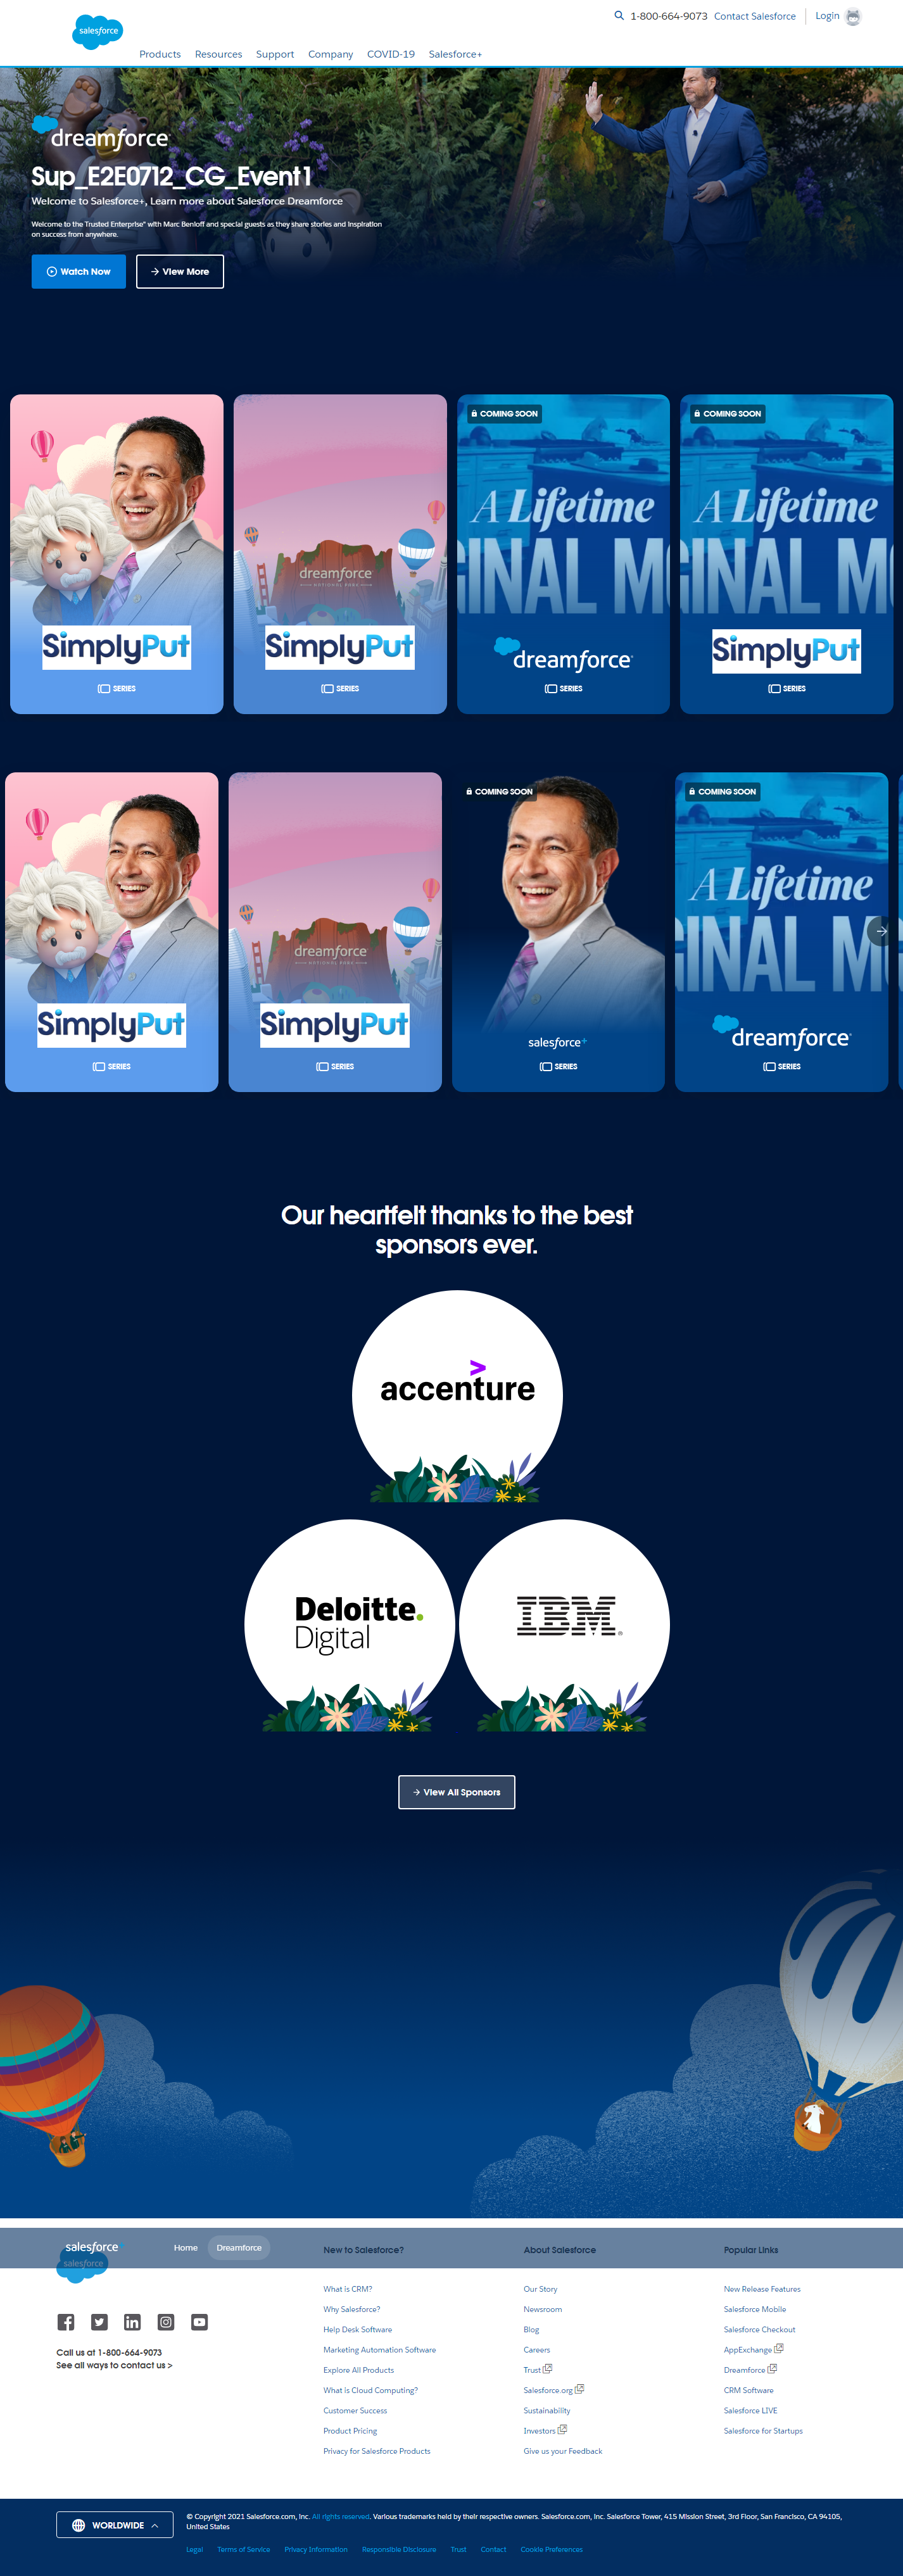 salesforce
1-800-664-9073 Contact Salesforce Login
Products Resources Support Company COVID-19 Salesforce+
dreamforce
Sup_E2E0712_CG_Event1
Welcome to Salesforce+, Learn more about Salesforce Dreamforce
Welcome to the Trusted Enterprise" with Marc Benioff and special guests as they share stories and inspiration
on success from anywhere.
Watch Now View More
COMING SOON COMING SOON
A Lifetime A Lifetime
GINAL M GINAL M
dreamforce
NATIONAL PARK
SimplyPut SimplyPut dreamforce SimplyPut
SERIES SERIES SERIES SERIES
COMING SOON COMING SOON
A Lifetime
GINAL M
dreamforce
NATIONAL PARK
SimplyPut SimplyPut salesforce+ dreamforce
SERIES SERIES SERIES SERIES
Our heartfelt thanks to the best
sponsors ever.
accenture
Deloitte.
Digital
IBM®
View All Sponsors
salesforce Home Dreamforce New to Salesforce? About Salesforce Popular Links
salesforce
What is CRM? Our Story New Release Features
Why Salesforce? Newsroom Salesforce Mobile
Help Desk Software Blog Salesforce Checkout
Marketing Automation Software Careers AppExchange
Explore All Products Trust Dreamforce
What is Cloud Computing? Salesforce.org CRM Software
Customer Success Sustainability Salesforce LIVE
Product Pricing Investors Salesforce for Startups
Privacy for Salesforce Products Give us your Feedback
Call us at 1-800-664-9073
See all ways to contact us >
WORLDWIDE
© Copyright 2021 Salesforce.com, inc. All rights reserved. Various trademarks held by their respective owners. Salesforce.com, inc. Salesforce Tower, 415 Mission Street, 3rd Floor, San Francisco, CA 94105,
United States
Legal Terms of Service Privacy Information Responsible Disclosure Trust Contact Cookie Preferences